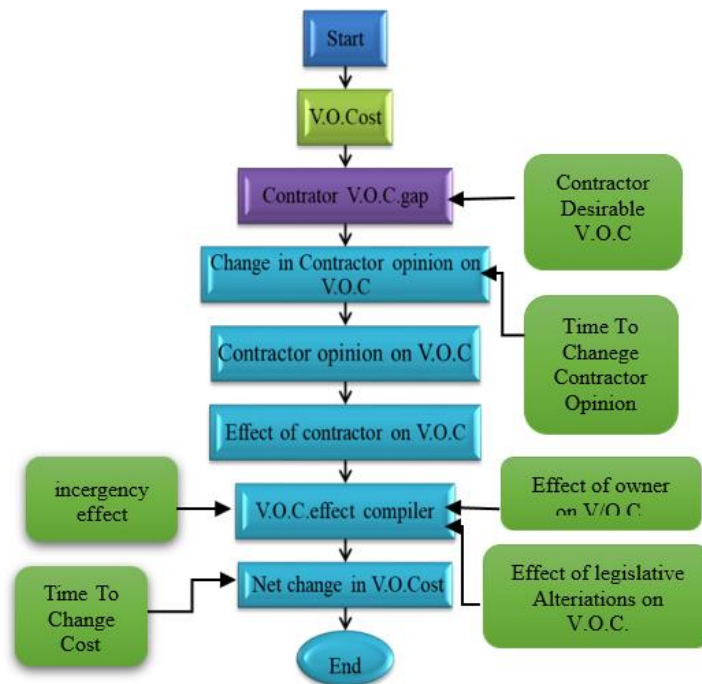 Start
V.O.Cost
Contrator V.O.C.gap
Contractor
Desirable
V.O.C
Change in Contractor opinion on
V.O.C
Time To
Chanege
Contractor
Opinion
Contractor opinion on V.O.C
Effect of contractor on V.O.C
incergency
effect
V.O.C.effect compiler
Effect of owner
on V/O.C.
Effect of legislative
Alteriations on
V.O.C.
Time To
Change
Cost
Net change in V.O.Cost
End